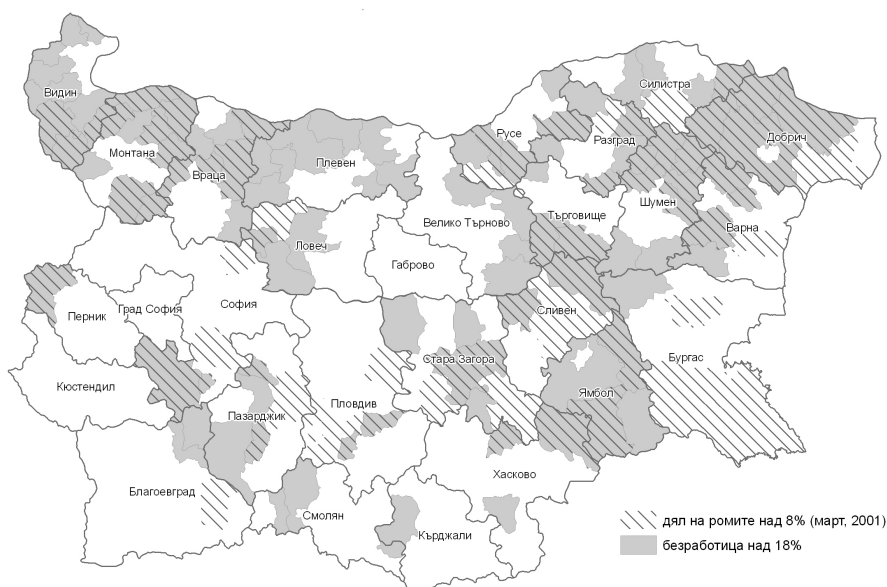 Видин
Монтана
Враца
Плевен
Ловеч
Велико Търново
Габрово
Русе
Разград
Силистра
Добрич
Търговище
Шумен
Варна
Перник
Град София
София
Кюстендил
Пазарджик
Пловдив
Стара Загора
Сливен
Ямбол
Бургас
Благоевград
Смолян
Кърджали
Хасково
дял на ромите над 8% (март, 2001)
безработица над 18%